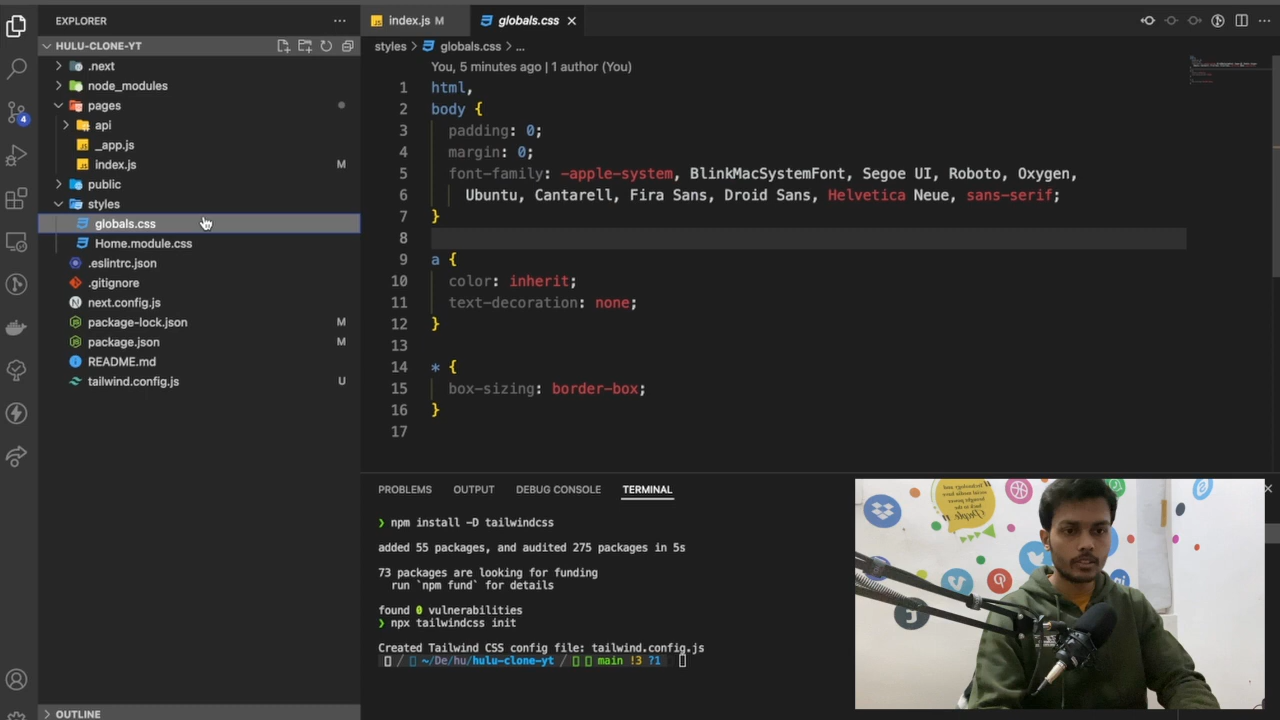 EXPLORER
HULU-CLONE-YT
.next
node_modules
pages
api
_app.js
index.js M
public
styles
globals.css
Home.module.css
.eslintrc.json
.gitignore
next.config.js
package-lock.json M
package.json M
README.md
tailwind.config.js U
OUTLINE
4
index.js M
globals.css
styles > globals.css > ...
You, 5 minutes ago | 1 author (You)
1 html,
2 body {
3 padding: 0;
4 margin: 0;
5 font-family: -apple-system, BlinkMacSystemFont, Segoe UI, Roboto, Oxygen,
6 Ubuntu, Cantarell, Fira Sans, Droid Sans, Helvetica Neue, sans-serif;
7 }
8
9 a {
10 color: inherit;
11 text-decoration: none;
12 }
13
14 * {
15 box-sizing: border-box;
16 }
17
PROBLEMS OUTPUT DEBUG CONSOLE TERMINAL
❯ npm install -D tailwindcss
added 55 packages, and audited 275 packages in 5s
73 packages are looking for funding
run `npm fund` for details
found 0 vulnerabilities
❯ npx tailwindcss init
Created Tailwind CSS config file: tailwind.config.js
/ ~/De/hu/hulu-clone-yt / main !3 ?1